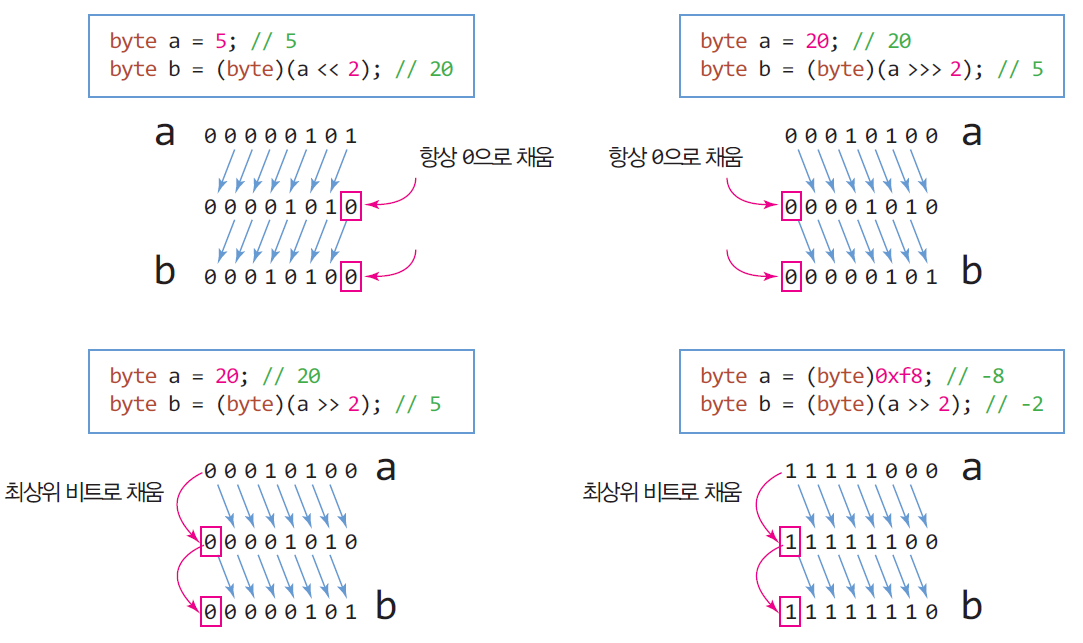 byte a = 5; // 5
byte b = (byte)(a << 2); // 20
a 0 0 0 0 0 1 0 1
항상 0으로 채움
0 0 0 0 1 0 1 0
b 0 0 0 1 0 1 0 0
byte a = 20; // 20
byte b = (byte)(a >>> 2); // 5
0 0 0 1 0 1 0 0 a
항상 0으로 채움
0 0 0 0 1 0 1 0
0 0 0 0 0 1 0 1 b
byte a = 20; // 20
byte b = (byte)(a >> 2); // 5
0 0 0 1 0 1 0 0 a
최상위 비트로 채움
0 0 0 0 1 0 1 0
0 0 0 0 0 1 0 1 b
byte a = (byte)0xf8; // -8
byte b = (byte)(a >> 2); // -2
1 1 1 1 1 0 0 0 a
최상위 비트로 채움
1 1 1 1 1 1 0 0
1 1 1 1 1 1 1 0 b